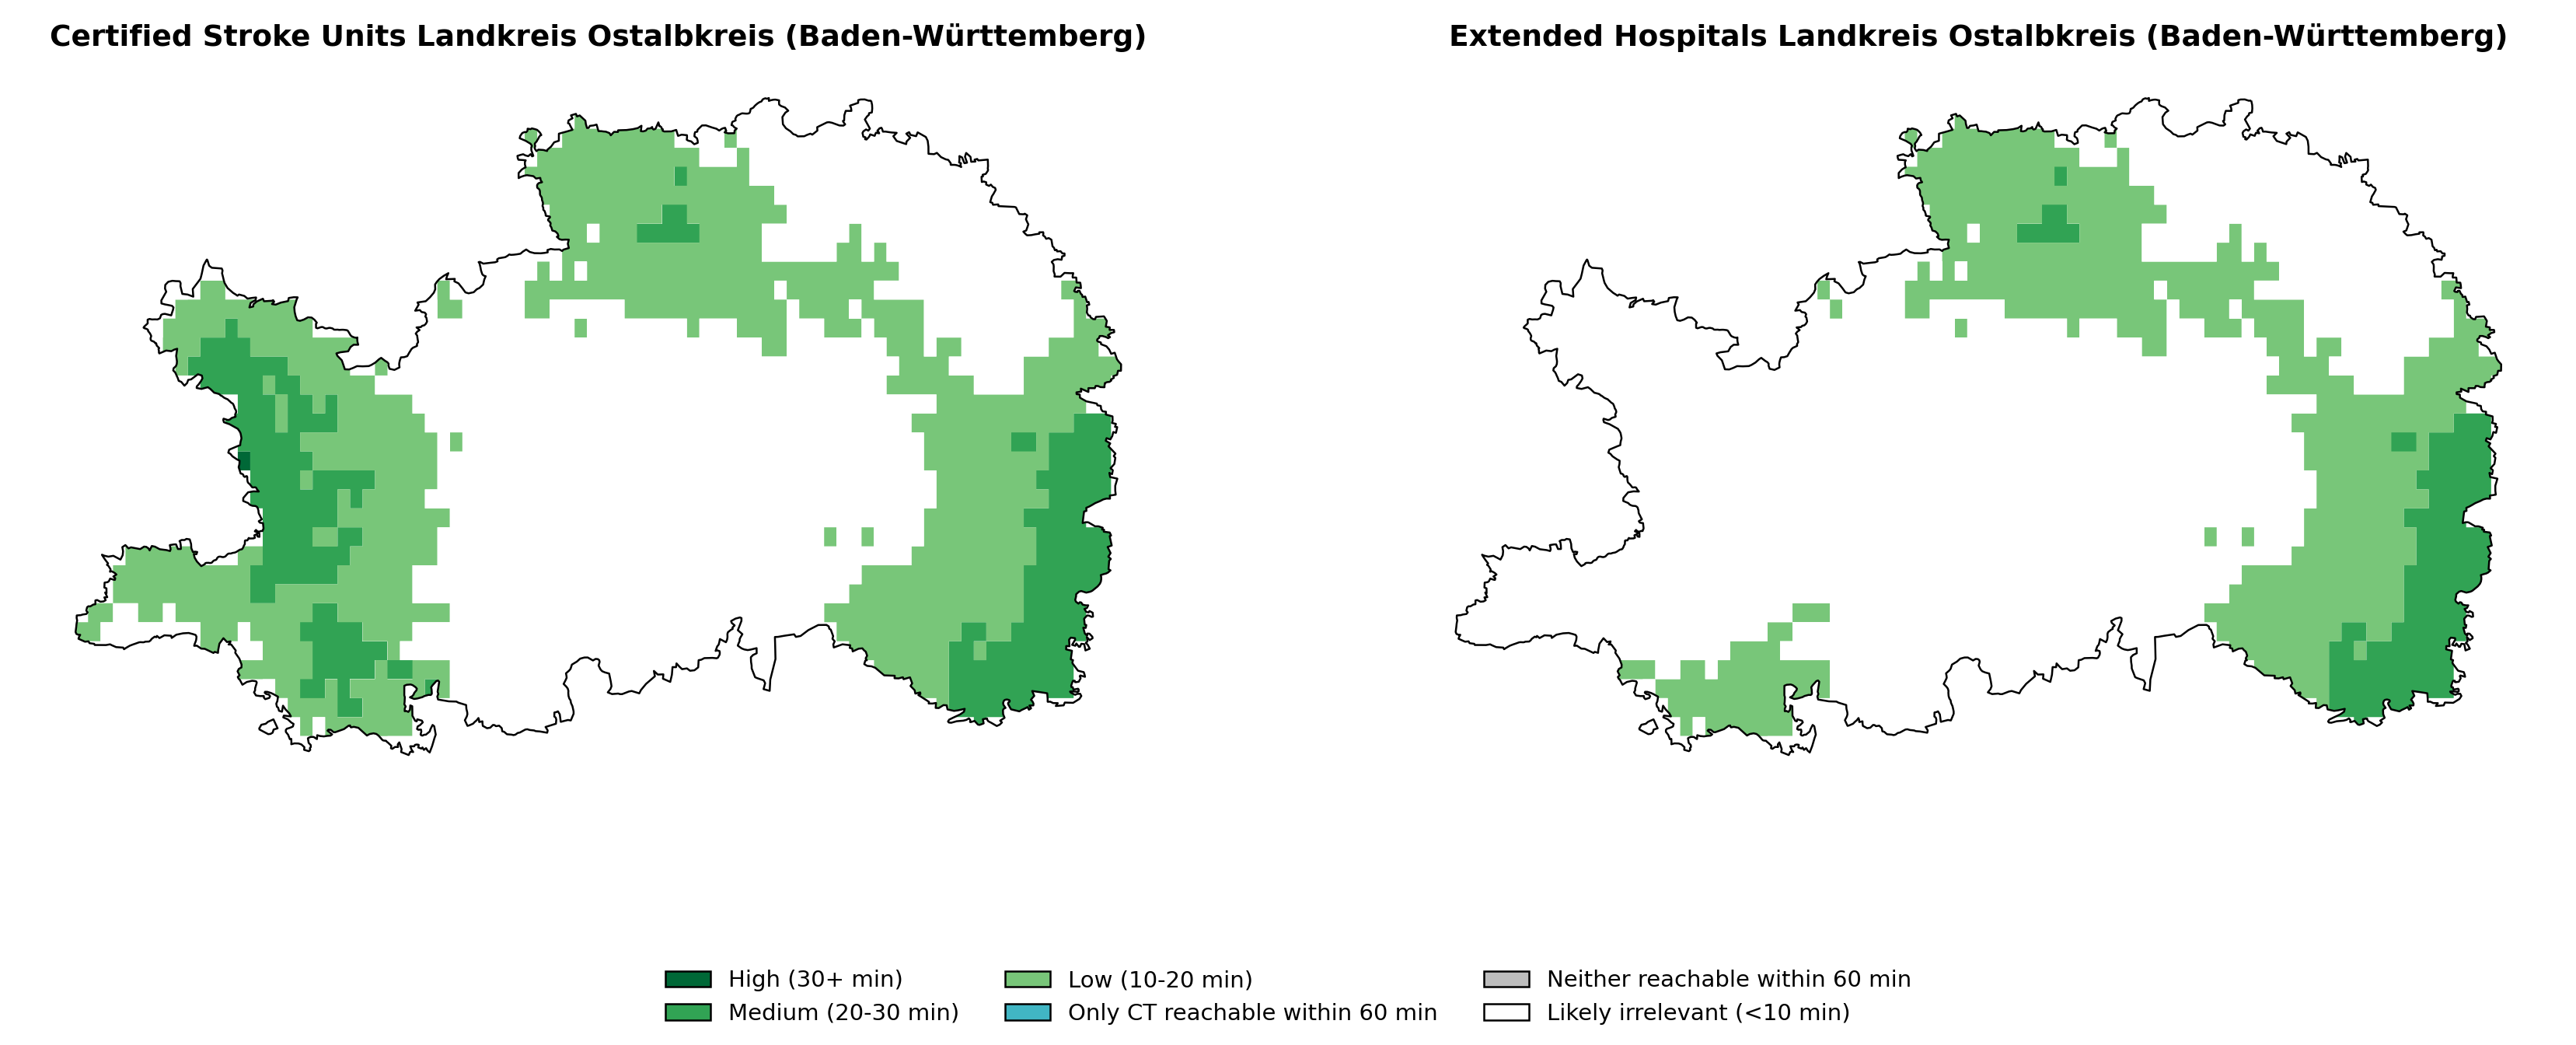 Certified Stroke Units Landkreis Ostalbkreis (Baden-Württemberg)
Extended Hospitals Landkreis Ostalbkreis (Baden-Württemberg)
High (30+ min)
Medium (20-30 min)
Low (10-20 min)
Only CT reachable within 60 min
Neither reachable within 60 min
Likely irrelevant (<10 min)